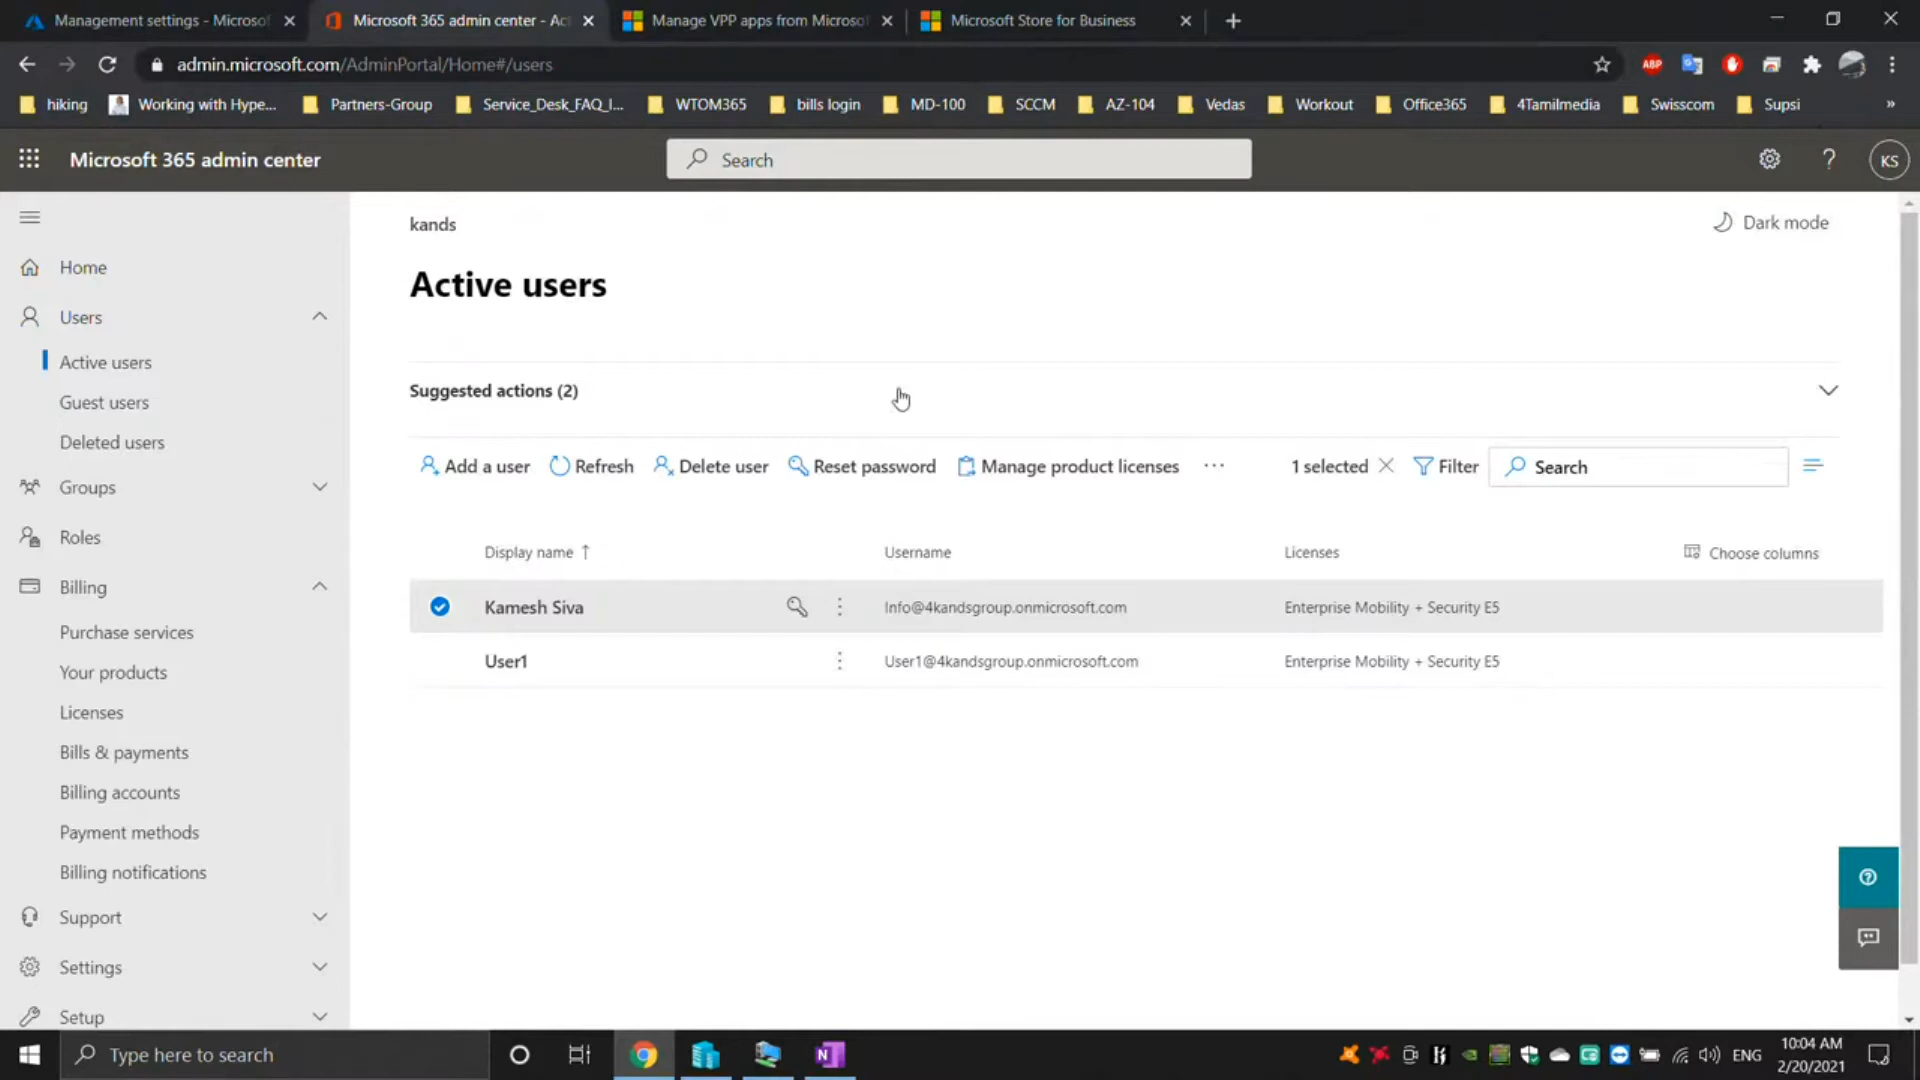 Management settings - Microsof
Microsoft 365 admin center - Ac
Manage VPP apps from Microso
Microsoft Store for Business
admin.microsoft.com/AdminPortal/Home#/users
ABP
hiking
Working with Hype...
Partners-Group
Service_Desk_FAQ_I...
WTOM365
bills login
MD-100
SCCM
AZ-104
Vedas
Workout
Office365
4Tamilmedia
Swisscom
Supsi
»
Microsoft 365 admin center
Search
?
KS
kands
Dark mode
Home
Active users
Users
Active users
Suggested actions (2)
Guest users
Deleted users
Add a user
Refresh
Delete user
Reset password
Manage product licenses
...
1 selected
Filter
Search
Groups
Roles
Display name ↑
Username
Licenses
Choose columns
Billing
Kamesh Siva
Info@4kandsgroup.onmicrosoft.com
Enterprise Mobility + Security E5
Purchase services
User1
User1@4kandsgroup.onmicrosoft.com
Enterprise Mobility + Security E5
Your products
Licenses
Bills & payments
Billing accounts
Payment methods
Billing notifications
Support
Settings
Setup
Type here to search
N
ENG
10:04 AM
2/20/2021